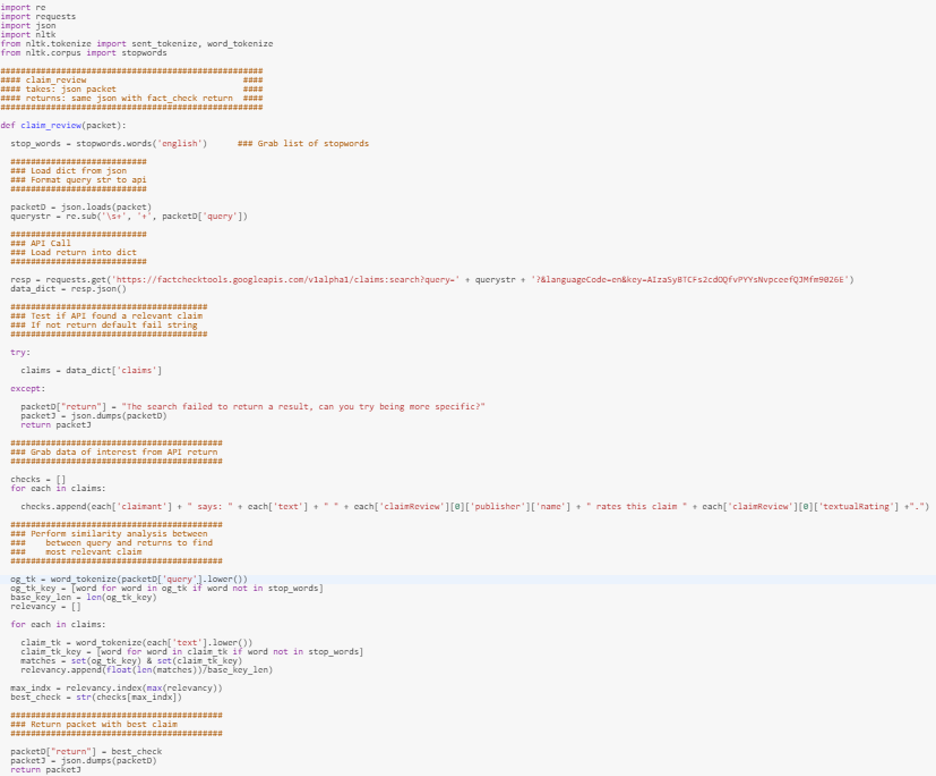 import re
import requests
import json
import nltk
from nltk.tokenize import sent_tokenize, word_tokenize
from nltk.corpus import stopwords
####################################################
#### claim_review                               ####
#### takes: json packet                         ####
#### returns: same json with fact_check return  ####
####################################################
def claim_review(packet):
  stop_words = stopwords.words('english')      ### Grab list of stopwords
  ###########################
  ### Load dict from json
  ### Format query str to api
  ###########################
  packetD = json.loads(packet)
  querystr = re.sub('\s+', '+', packetD['query'])
  ###########################
  ### API Call
  ### Load return into dict
  ###########################
  resp = requests.get('https://factchecktools.googleapis.com/v1alpha1/claims:search?query=' + querystr + '?&languageCode=en&key=')
  data_dict = resp.json()
  #######################################
  ### Test if API found a relevant claim
  ### If not return default fail string
  #######################################
  try:
    claims = data_dict['claims']
  except:
    packetD["return"] = "The search failed to return a result, can you try being more specific?"
    packetJ = json.dumps(packetD)
    return packetJ
  ##########################################
  ### Grab data of interest from API return
  ##########################################
  checks = []
  for each in claims:
    checks.append(each['claimant'] + " says: " + each['text'] + " " + each['claimReview'][0]['publisher']['name'] + " rates this claim " + each['claimReview'][0]['textualRating'] +".")
  ##########################################
  ### Perform similarity analysis between
  ###    between query and returns to find
  ###    most relevant claim
  ##########################################
  og_tk = word_tokenize(packetD['query'].lower())
  og_tk_key = [word for word in og_tk if word not in stop_words]
  base_key_len = len(og_tk_key)
  relevancy = []
  for each in claims:
    claim_tk = word_tokenize(each['text'].lower())
    claim_tk_key = [word for word in claim_tk if word not in stop_words]
    matches = set(og_tk_key) & set(claim_tk_key)
    relevancy.append(float(len(matches))/base_key_len)
  max_indx = relevancy.index(max(relevancy))
  best_check = str(checks[max_indx])
  ##########################################
  ### Return packet with best claim
  ##########################################
  packetD["return"] = best_check
  packetJ = json.dumps(packetD)
  return packetJ